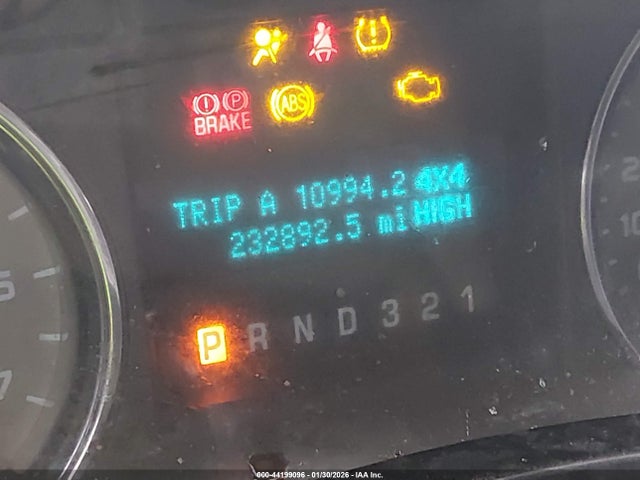 ABS
BRAKE
TRIP A 10994.2 4X4
232892.5 mi HIGH
P R N D 3 2 1
000-44199096 - 01/30/2026 - IAA Inc.